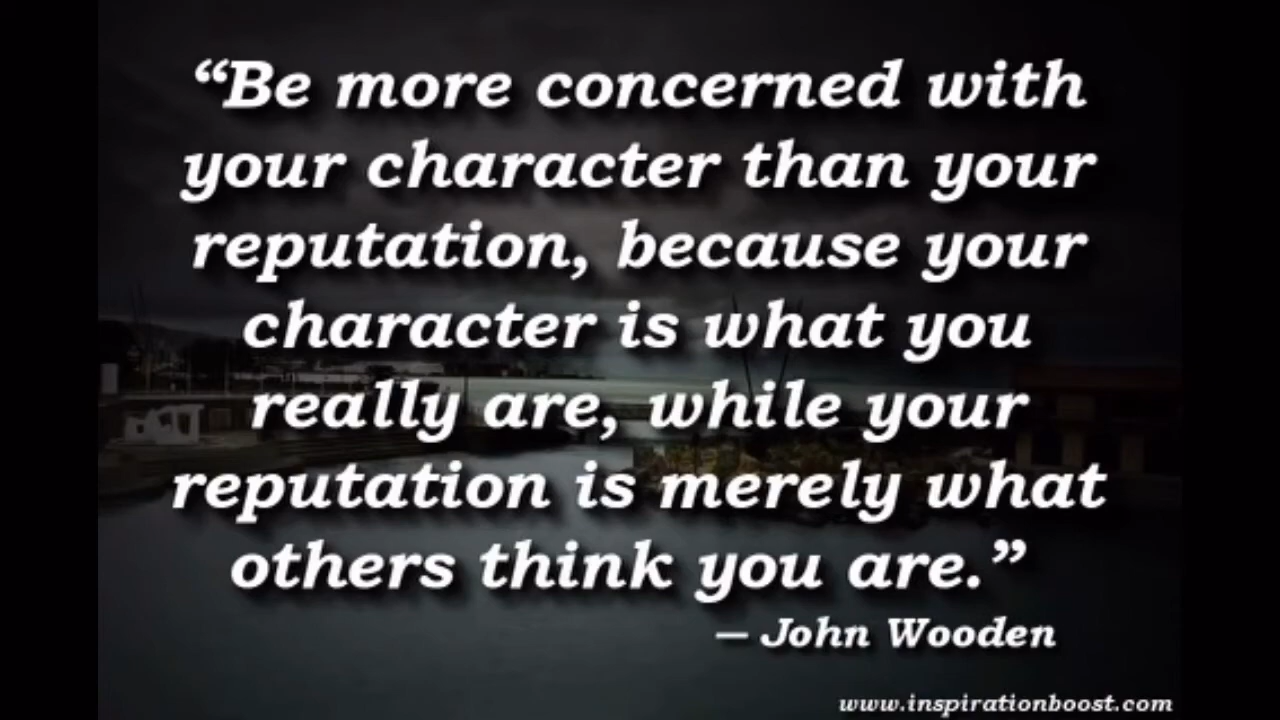 “Be more concerned with
your character than your
reputation, because your
character is what you
really are, while your
reputation is merely what
others think you are.”
— John Wooden
www.inspirationboost.com